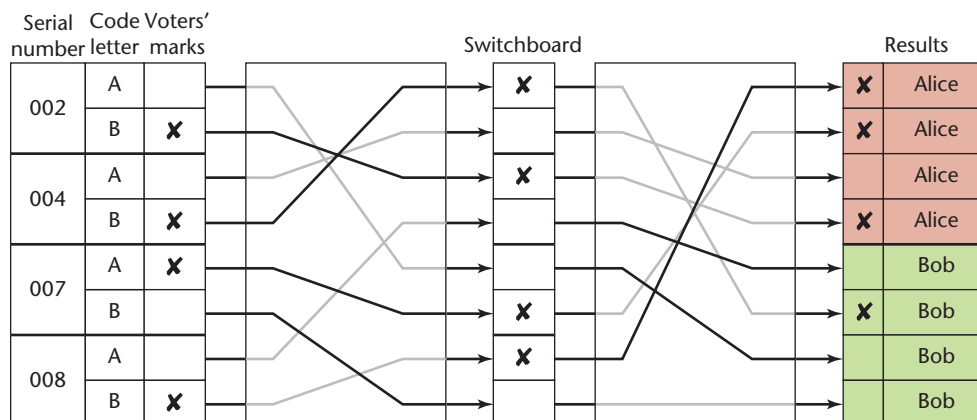 Serial number Code letter Voters' marks Switchboard Results
002 A Alice
B ✘ ✘ Alice
004 A Alice
B ✘ Alice
007 A ✘ Bob
B Bob
008 A Bob
B ✘ Bob